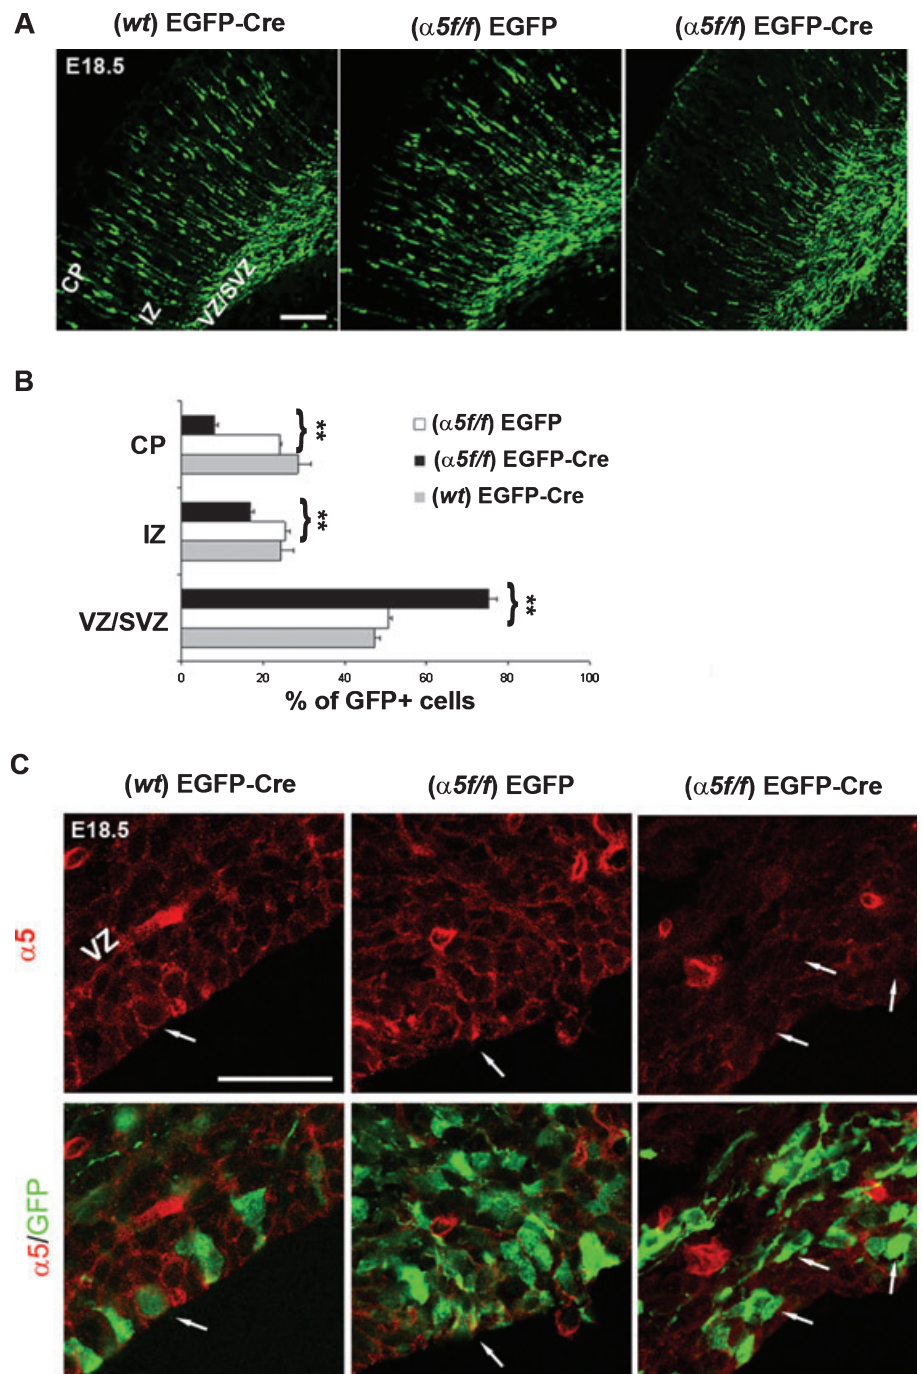 A
(wt) EGFP-Cre
(α5f/f) EGFP
(α5f/f) EGFP-Cre
E18.5
CP
IZ
VZ/SVZ
B
CP
IZ
VZ/SVZ
**
**
**
(α5f/f) EGFP
(α5f/f) EGFP-Cre
(wt) EGFP-Cre
0 20 40 60 80 100
% of GFP+ cells
C
(wt) EGFP-Cre
(α5f/f) EGFP
(α5f/f) EGFP-Cre
E18.5
VZ
α5
α5/GFP